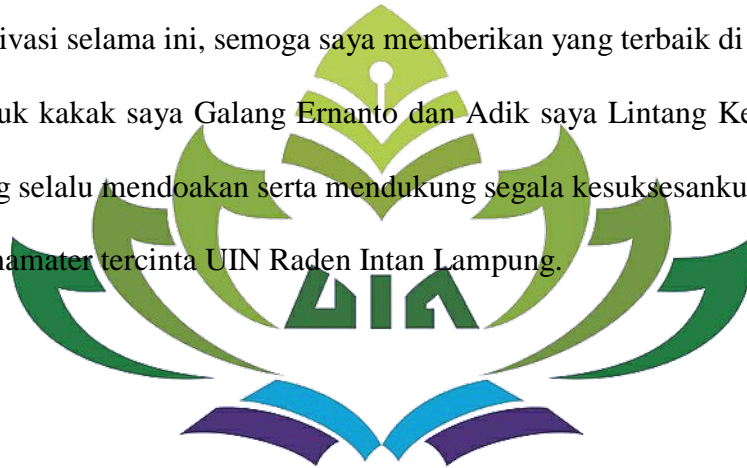 ivasi selama ini, semoga saya memberikan yang terbaik di
uk kakak saya Galang Ernanto dan Adik saya Lintang Ke
g selalu mendoakan serta mendukung segala kesuksesanku
namater tercinta UIN Raden Intan Lampung.
UIN